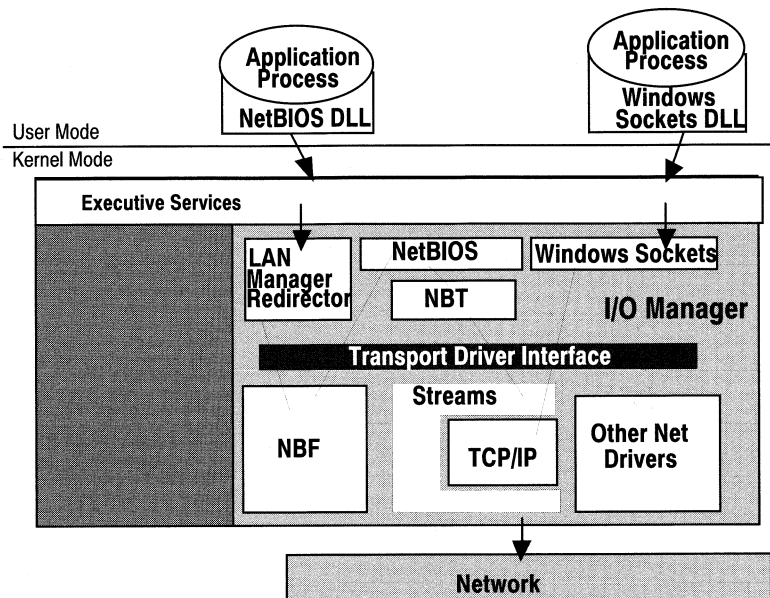 Application
Process
NetBIOS DLL
Application
Process
Windows
Sockets DLL
User Mode
Kernel Mode
Executive Services
LAN
Manager
Redirector
NetBIOS
Windows Sockets
NBT
I/O Manager
Transport Driver Interface
NBF
Streams
TCP/IP
Other Net
Drivers
Network